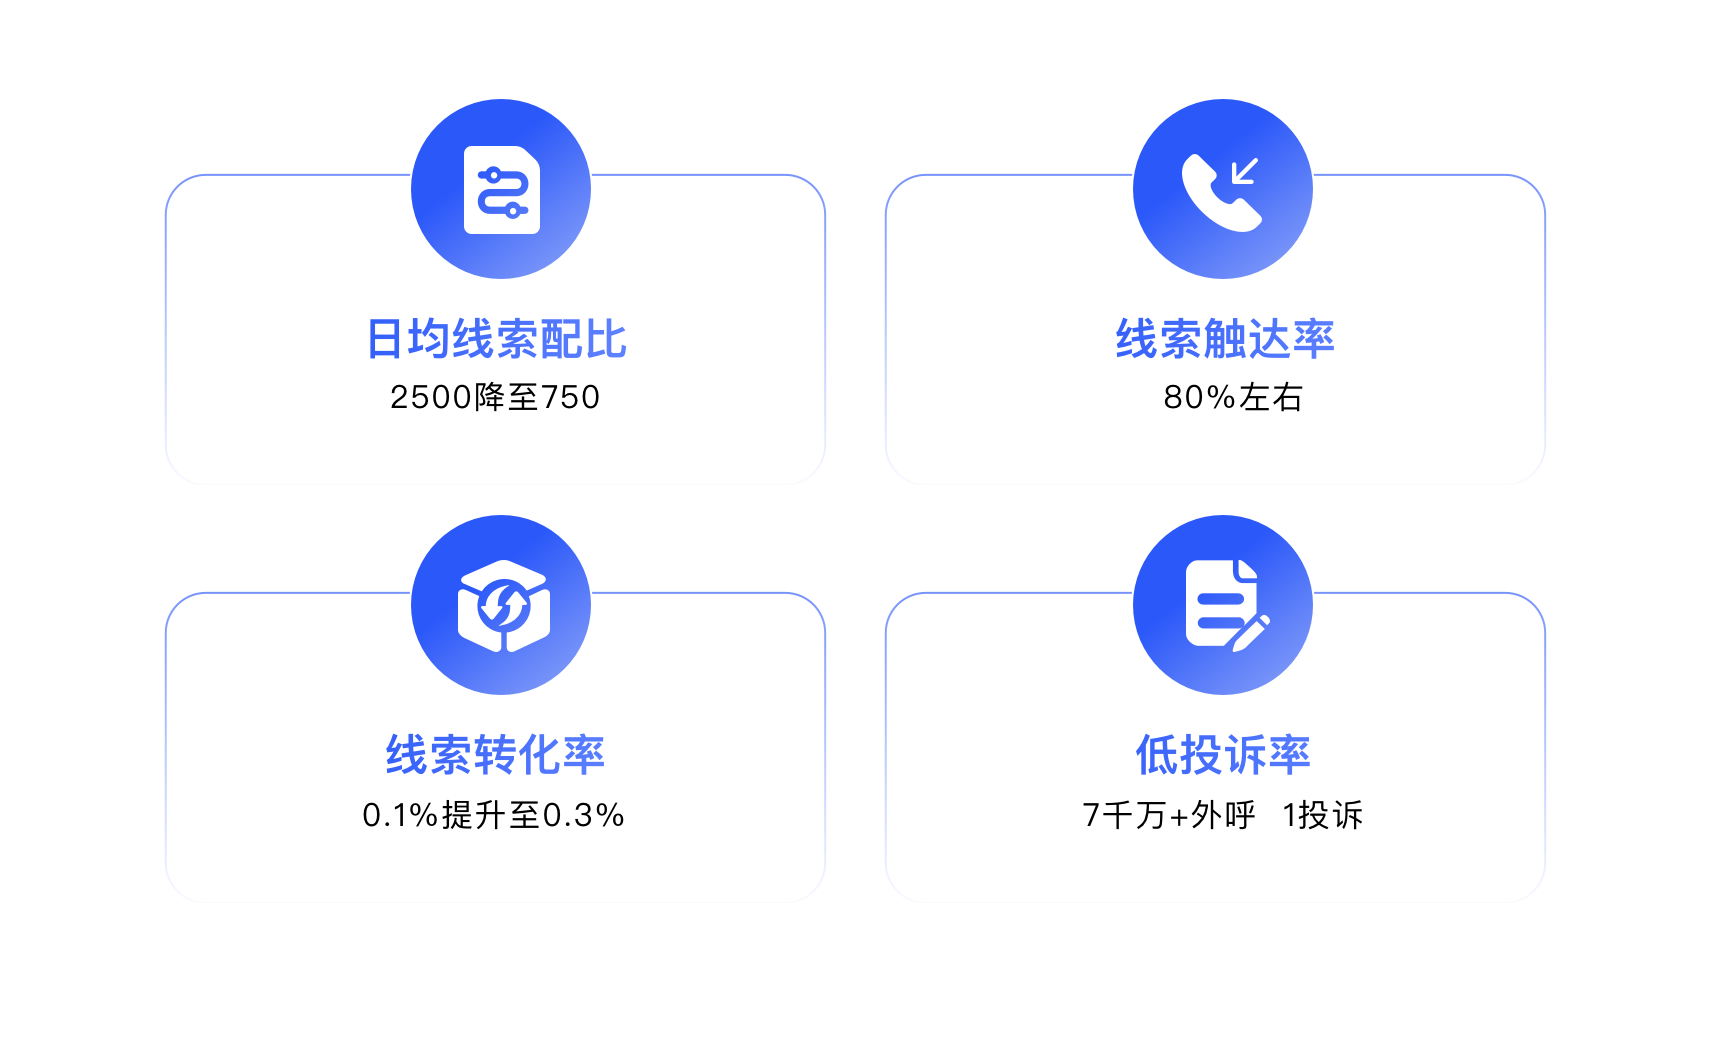 日均线索配比
2500降至750
线索触达率
80%左右
线索转化率
0.1%提升至0.3%
低投诉率
7千万+外呼 1投诉